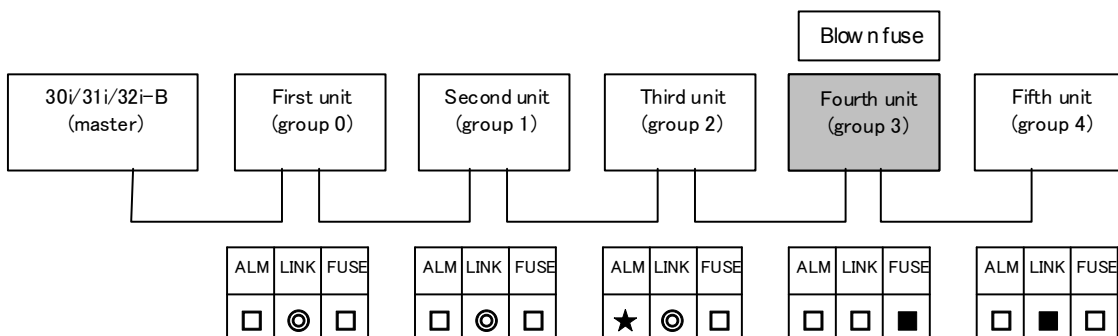 Blown fuse
30i/31i/32i-B
(master)
First unit
(group 0)
Second unit
(group 1)
Third unit
(group 2)
Fourth unit
(group 3)
Fifth unit
(group 4)
ALM LINK FUSE
□ ◎ □
ALM LINK FUSE
□ ◎ □
ALM LINK FUSE
★ ◎ □
ALM LINK FUSE
□ □ ■
ALM LINK FUSE
□ ■ □